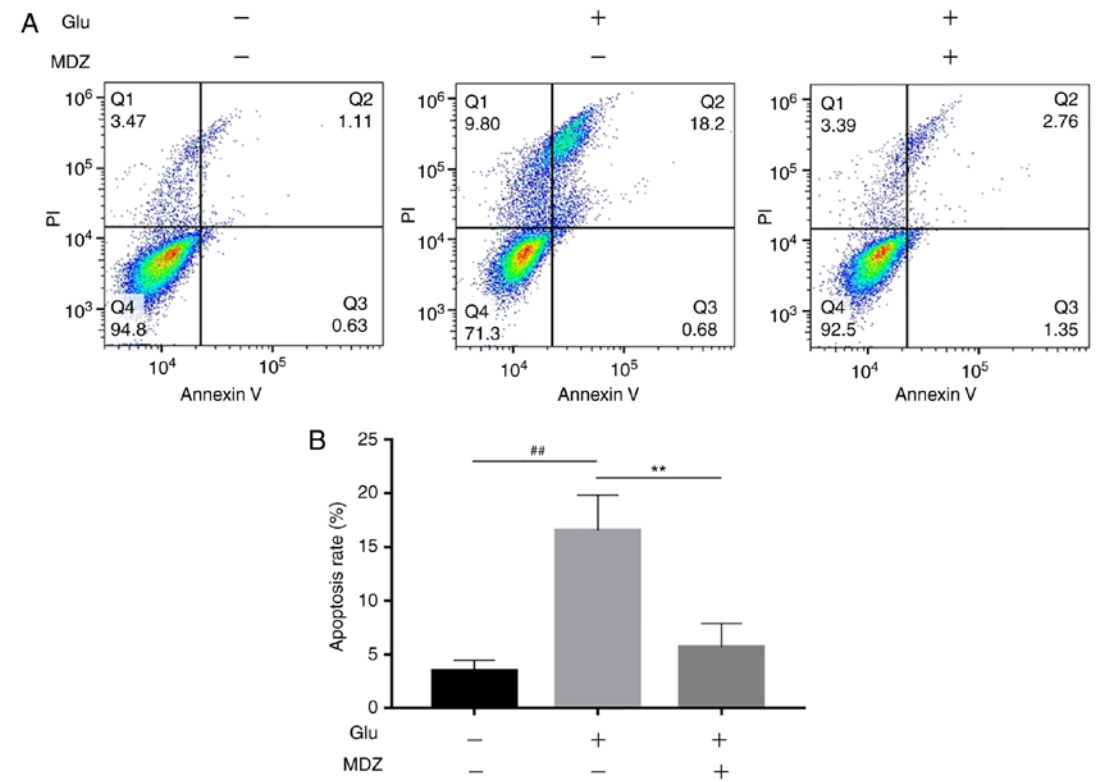 A
Glu − + +
MDZ − − +
Q1 3.47 Q2 1.11 Q4 94.8 Q3 0.63
Q1 9.80 Q2 18.2 Q4 71.3 Q3 0.68
Q1 3.39 Q2 2.76 Q4 92.5 Q3 1.35
PI 10⁶ 10⁵ 10⁴ 10³
PI 10⁶ 10⁵ 10⁴ 10³
PI 10⁶ 10⁵ 10⁴ 10³
10⁴ 10⁵ 10⁴ 10⁵ 10⁴ 10⁵
Annexin V Annexin V Annexin V
B
Apoptosis rate (%)
25
20
15
10
5
0
## **
Glu − + +
MDZ − − +